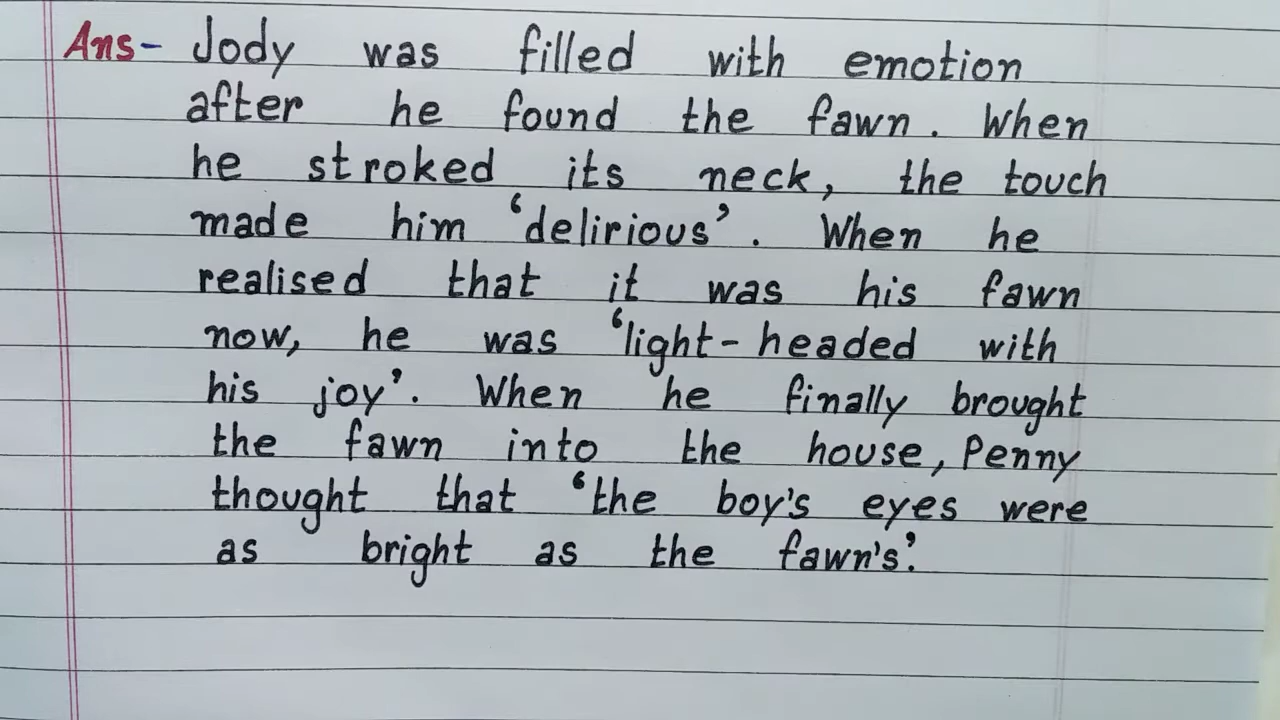 Ans- Jody was filled with emotion
after he found the fawn. When
he stroked its neck, the touch
made him ‘delirious’. When he
realised that it was his fawn
now, he was ‘light-headed with
his joy’. When he finally brought
the fawn into the house, Penny
thought that ‘the boy's eyes were
as bright as the fawn's’.